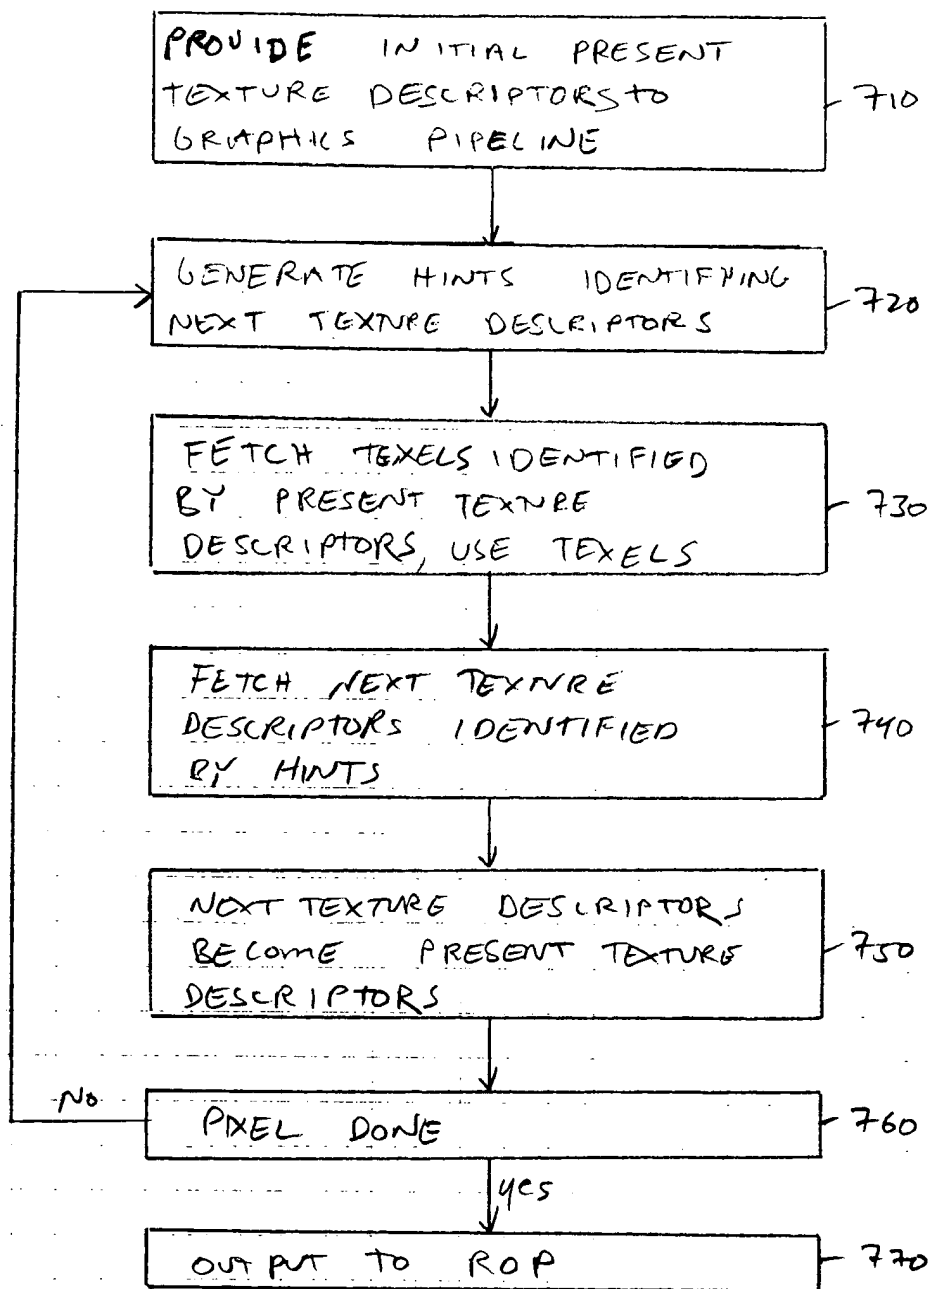 PROVIDE INITIAL PRESENT
TEXTURE DESCRIPTORS to
GRAPHICS PIPELINE
710
GENERATE HINTS IDENTIFYING
NEXT TEXTURE DESCRIPTORS
720
FETCH TEXELS IDENTIFIED
BY PRESENT TEXTURE
DESCRIPTORS, USE TEXELS
730
FETCH NEXT TEXTURE
DESCRIPTORS IDENTIFIED
BY HINTS
740
NEXT TEXTURE DESCRIPTORS
BECOME PRESENT TEXTURE
DESCRIPTORS
750
No
PIXEL DONE
760
yes
OUTPUT TO ROP
770